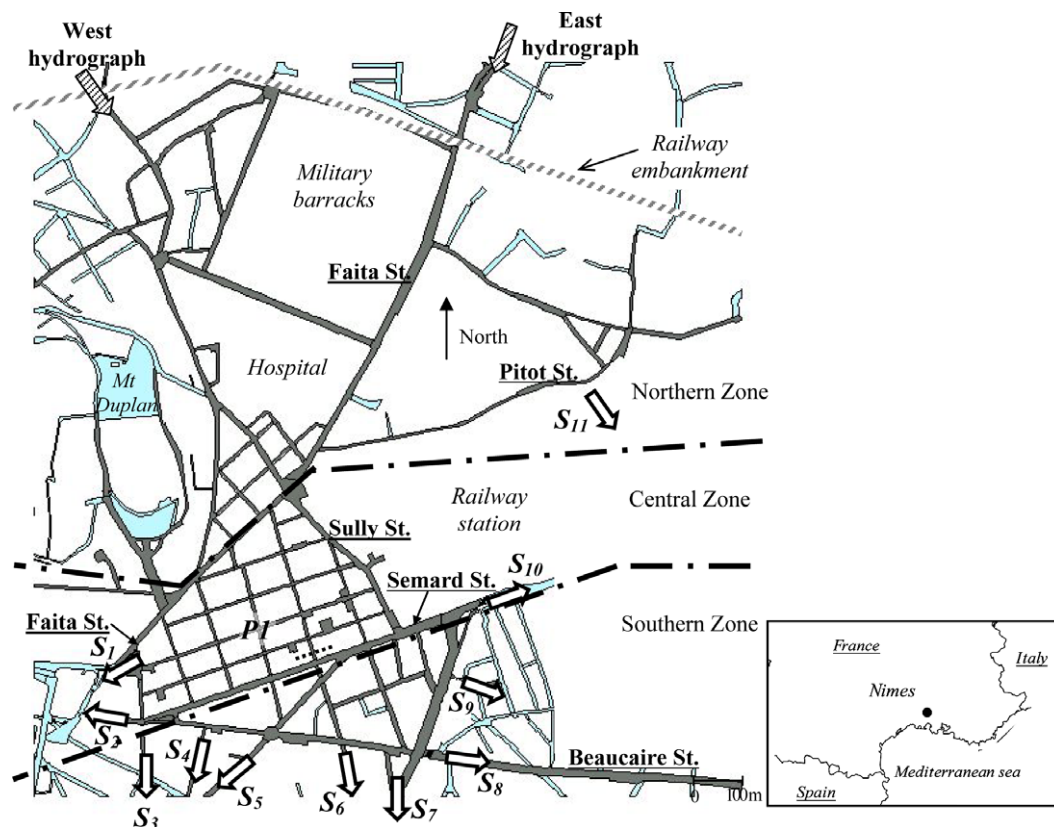 West
hydrograph
East
hydrograph
Military
barracks
Railway
embankment
Faita St.
North
Hospital
Pitot St.
Northern Zone
Mt
Duplan
S11
Railway
station
Central Zone
Sully St.
S10
Semard St.
Faita St.
P1
Southern Zone
S1
S9
S2
S4
S5
S8
Beaucaire St.
S3
S6
S7
0 100m
France
Italy
Nimes
Mediterranean sea
Spain